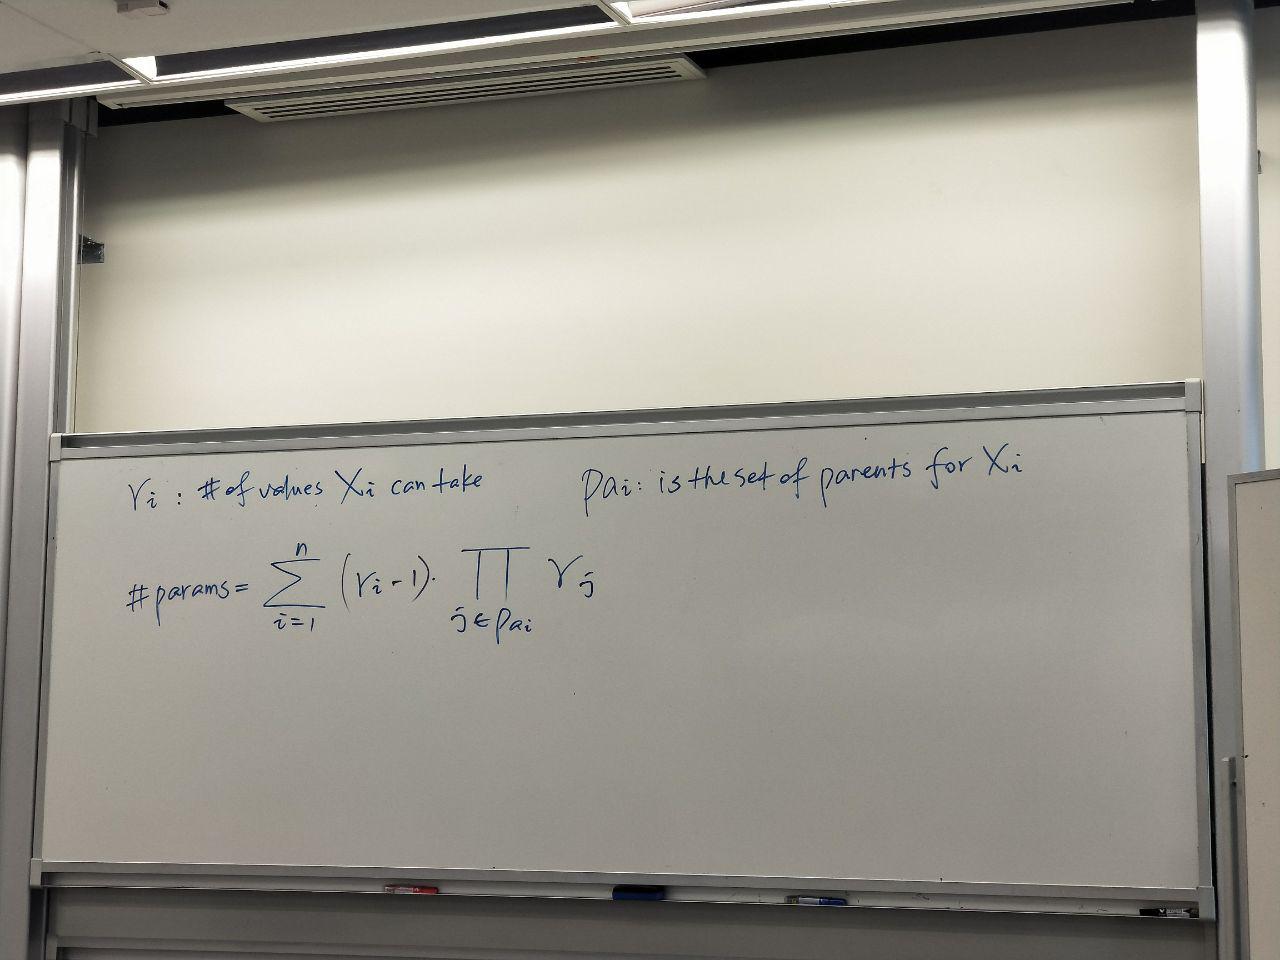 r_i : # of values X_i can take
pa_i: is the set of parents for X_i
# params = \sum_{i=1}^{n} (r_i - 1) \cdot \prod_{j \in pa_i} r_j